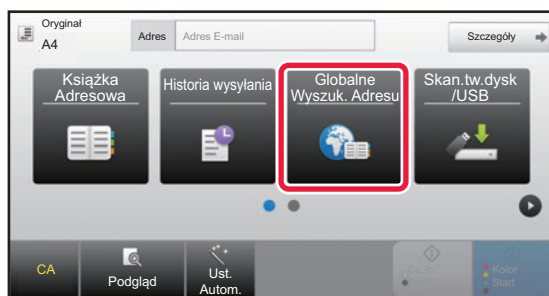 Oryginał
A4
Adres
Adres E-mail
Szczegóły
Książka
Adresowa
Historia wysyłania
Globalne
Wyszuk. Adresu
Skan.tw.dysk
/USB
CA
Podgląd
Ust.
Autom.
Kolor
Start